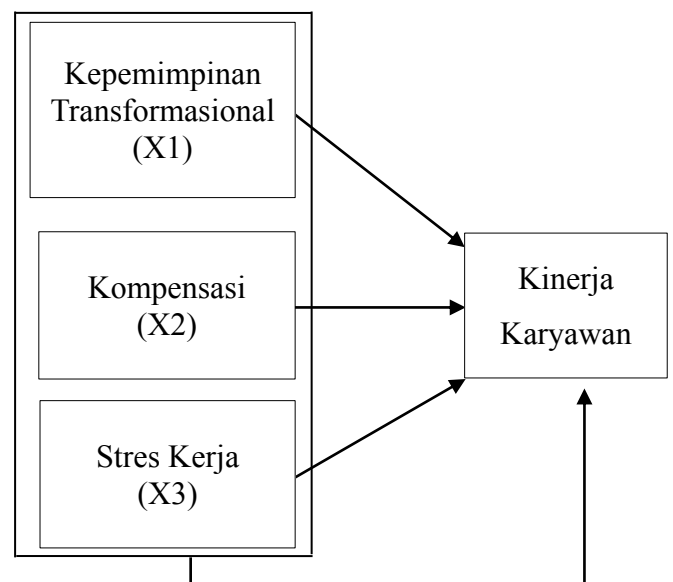 Kepemimpinan
Transformasional
(X1)
Kompensasi
(X2)
Stres Kerja
(X3)
Kinerja
Karyawan